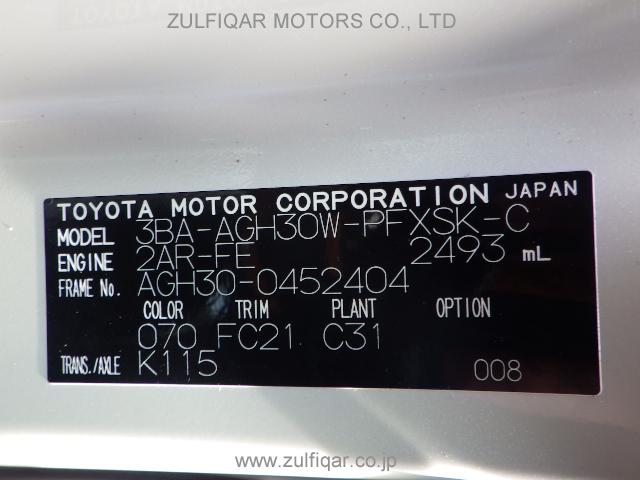 ZULFIQAR MOTORS CO.,LTD
TOYOTA MOTOR CORPORATION JAPAN
MODEL 3BA-AGH30W-PFXSK-C
ENGINE 2AR-FE 2493 mL
FRAME No. AGH30-0452404
COLOR TRIM PLANT OPTION
070 FC21 C31
TRANS./AXLE K115 008
www.zulfiqar.co.jp